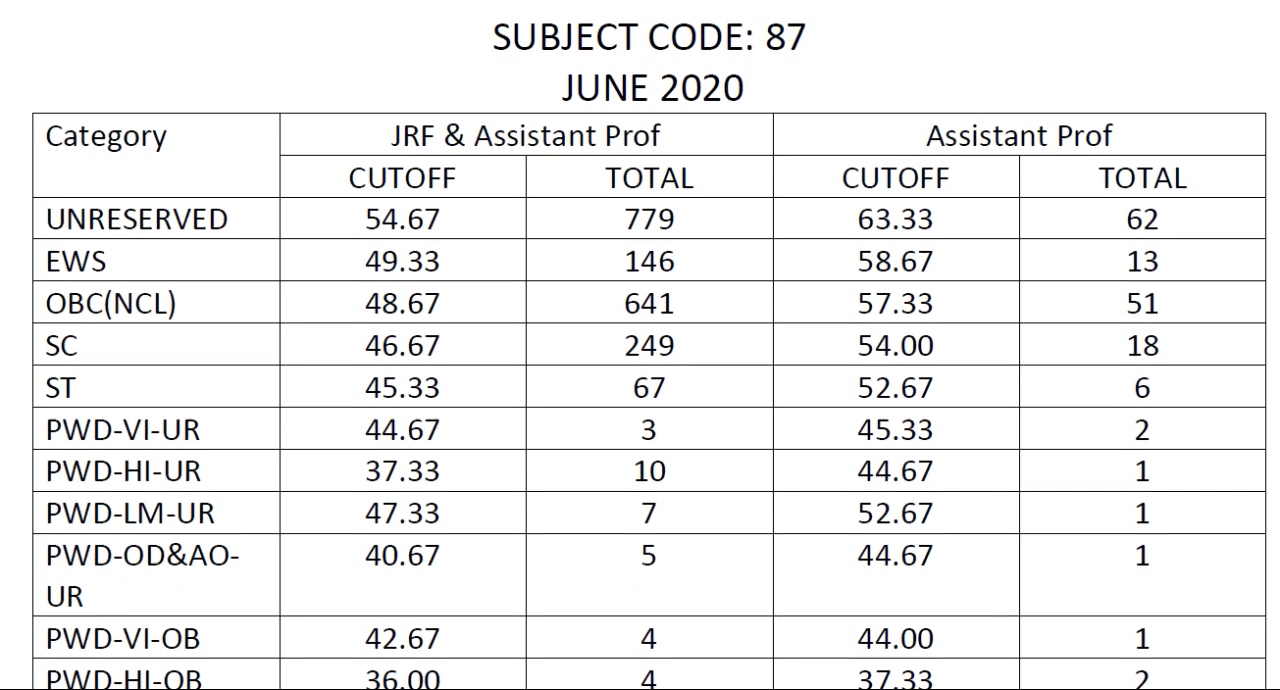 SUBJECT CODE: 87
JUNE 2020
Category JRF & Assistant Prof Assistant Prof
CUTOFF TOTAL CUTOFF TOTAL
UNRESERVED 54.67 779 63.33 62
EWS 49.33 146 58.67 13
OBC(NCL) 48.67 641 57.33 51
SC 46.67 249 54.00 18
ST 45.33 67 52.67 6
PWD-VI-UR 44.67 3 45.33 2
PWD-HI-UR 37.33 10 44.67 1
PWD-LM-UR 47.33 7 52.67 1
PWD-OD&AO- 40.67 5 44.67 1
UR
PWD-VI-OB 42.67 4 44.00 1
PWD-HI-OB 36.00 4 37.33 2